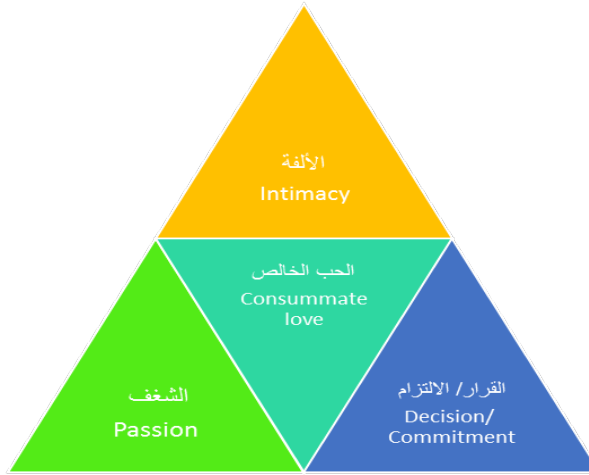 الألفة
Intimacy
الحب الخالص
Consummate
love
الشغف
Passion
القرار/ الالتزام
Decision/
Commitment